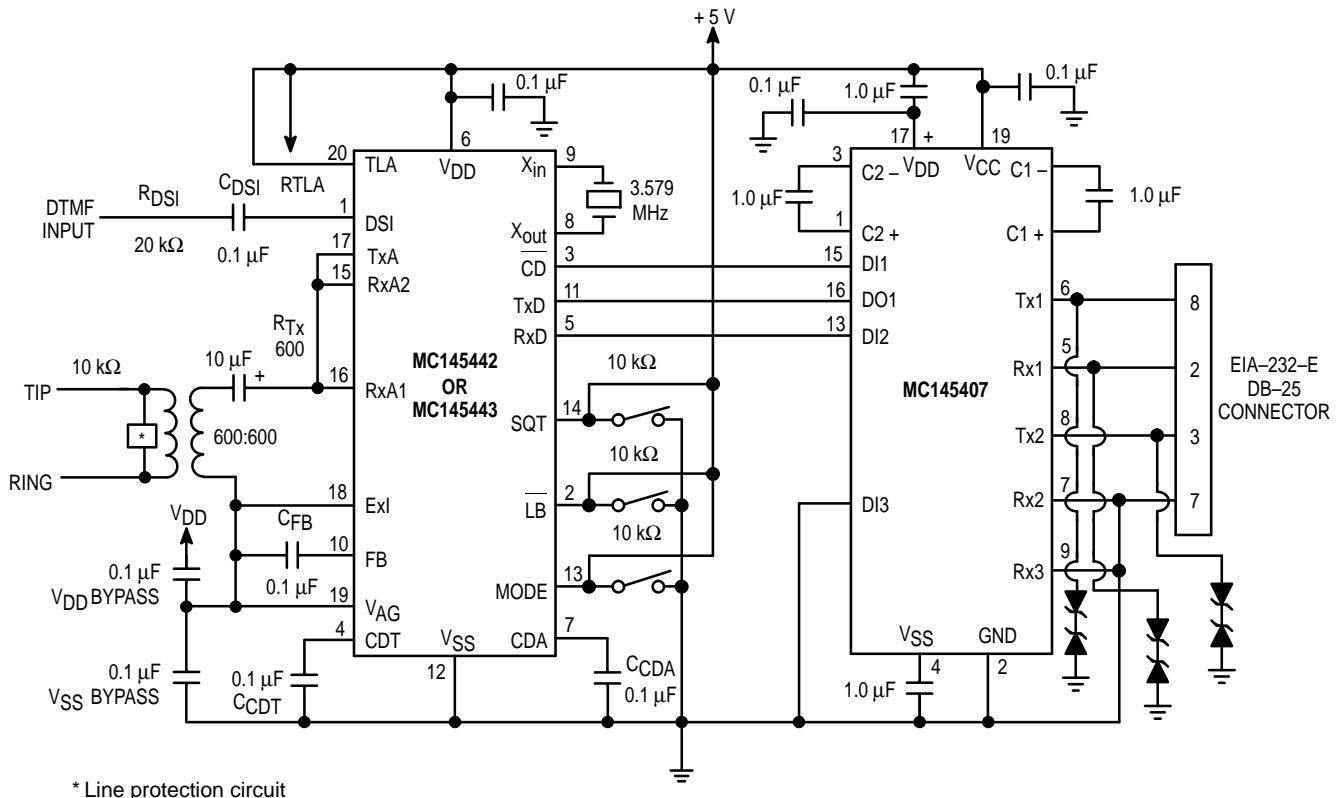 + 5 V
0.1 µF
0.1 µF
1.0 µF
0.1 µF
20
TLA
6
VDD
Xin
9
RTLA
3.579
MHz
Xout
8
DTMF
INPUT
RDSI
20 kΩ
CDSI
0.1 µF
1
DSI
17
TxA
15
RxA2
CD
3
TxD
11
RxD
5
RTx
600
10 kΩ
10 µF
+
16
RxA1
TIP
*
600:600
RING
MC145442
OR
MC145443
10 kΩ
SQT
14
10 kΩ
LB
2
10 kΩ
MODE
13
18
ExI
VDD
CFB
0.1 µF
10
FB
0.1 µF
VDD BYPASS
19
VAG
4
CDT
VSS
12
CDA
7
0.1 µF
VSS BYPASS
0.1 µF
CCDT
CCDA
0.1 µF
17
+
VDD
19
VCC
3
C2 –
1.0 µF
1
C2 +
C1 –
1.0 µF
C1 +
15
DI1
16
DO1
13
DI2
MC145407
DI3
Tx1
6
Rx1
5
Tx2
8
Rx2
7
Rx3
9
VSS
4
GND
2
1.0 µF
8
2
3
7
EIA–232–E
DB–25
CONNECTOR
* Line protection circuit